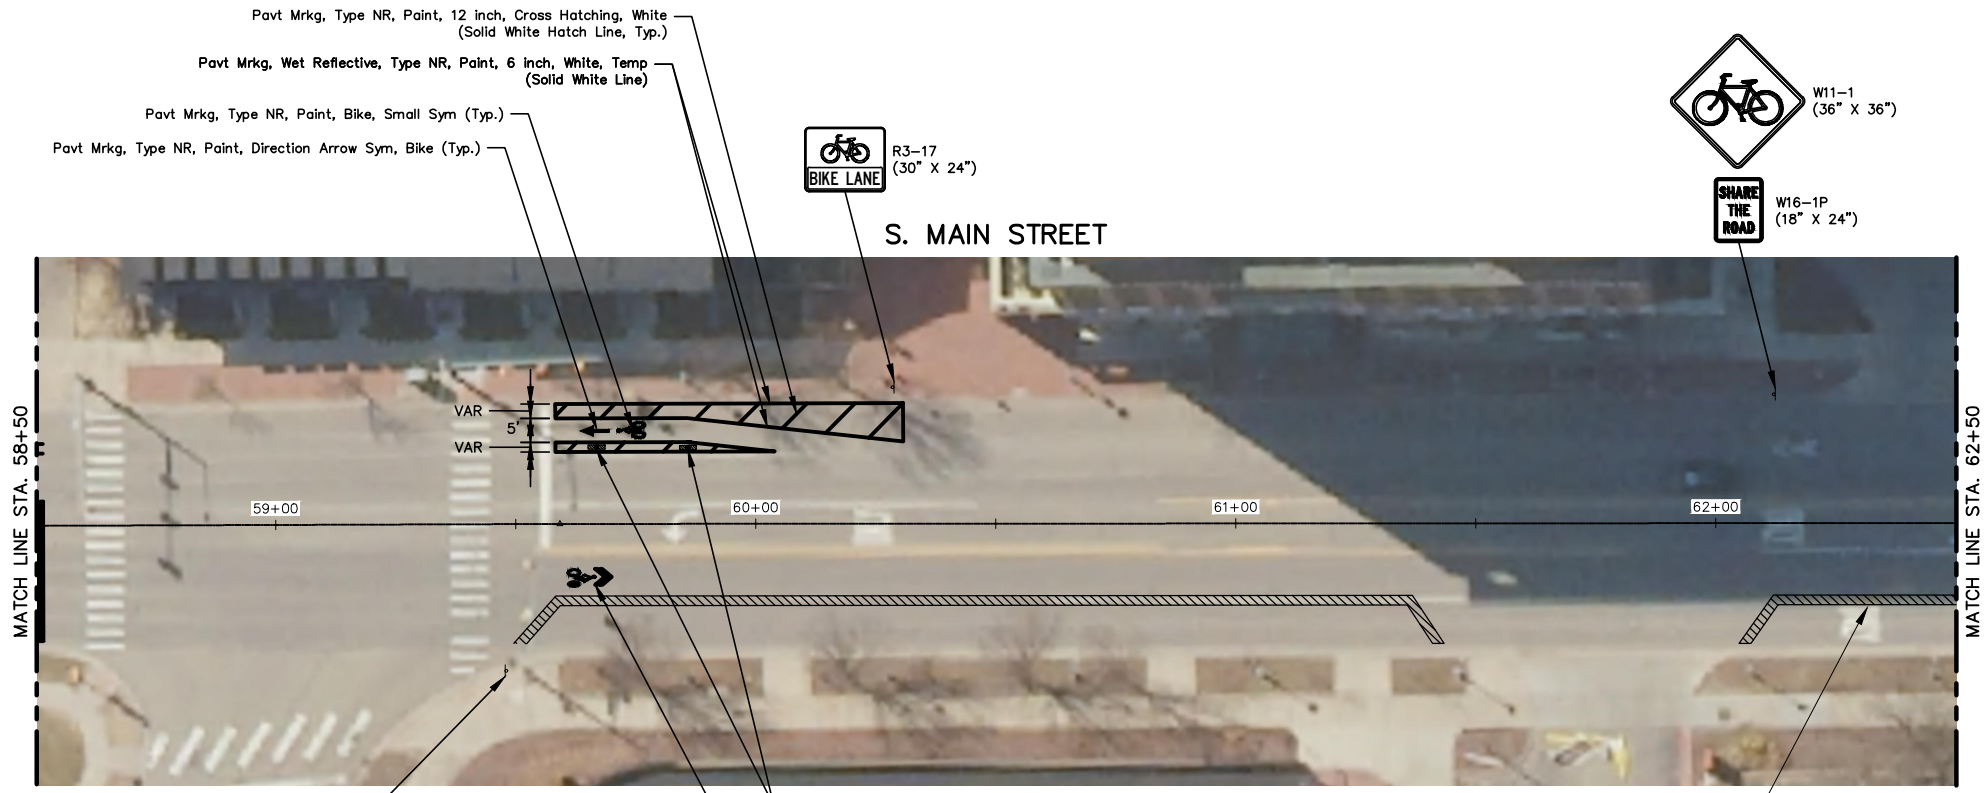 Pavt Mrkg, Type NR, Paint, 12 inch, Cross Hatching, White
(Solid White Hatch Line, Typ.)
Pavt Mrkg, Wet Reflective, Type NR, Paint, 6 inch, White, Temp
(Solid White Line)
Pavt Mrkg, Type NR, Paint, Bike, Small Sym (Typ.)
Pavt Mrkg, Type NR, Paint, Direction Arrow Sym, Bike (Typ.)
BIKE LANE
R3-17
(30" X 24")
W11-1
(36" X 36")
SHARE
THE
ROAD
W16-1P
(18" X 24")
S. MAIN STREET
MATCH LINE STA. 58+50
VAR
5'
VAR
59+00
60+00
61+00
62+00
MATCH LINE STA. 62+50